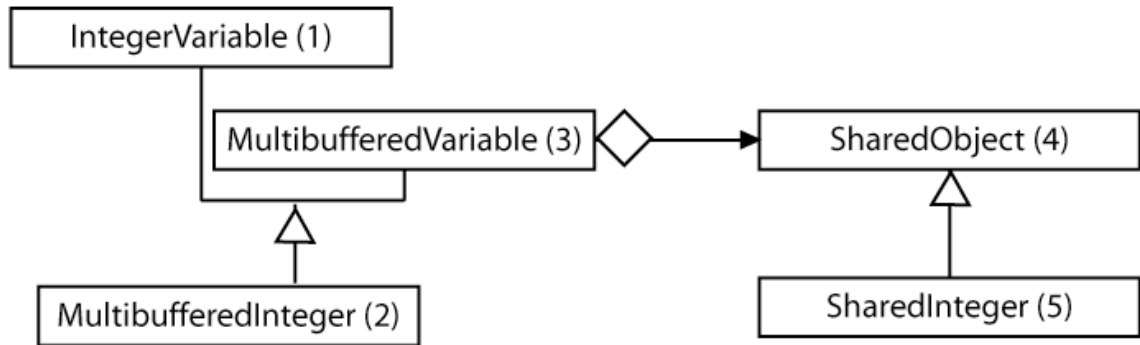 IntegerVariable (1)
MultibufferedVariable (3)
SharedObject (4)
MultibufferedInteger (2)
SharedInteger (5)